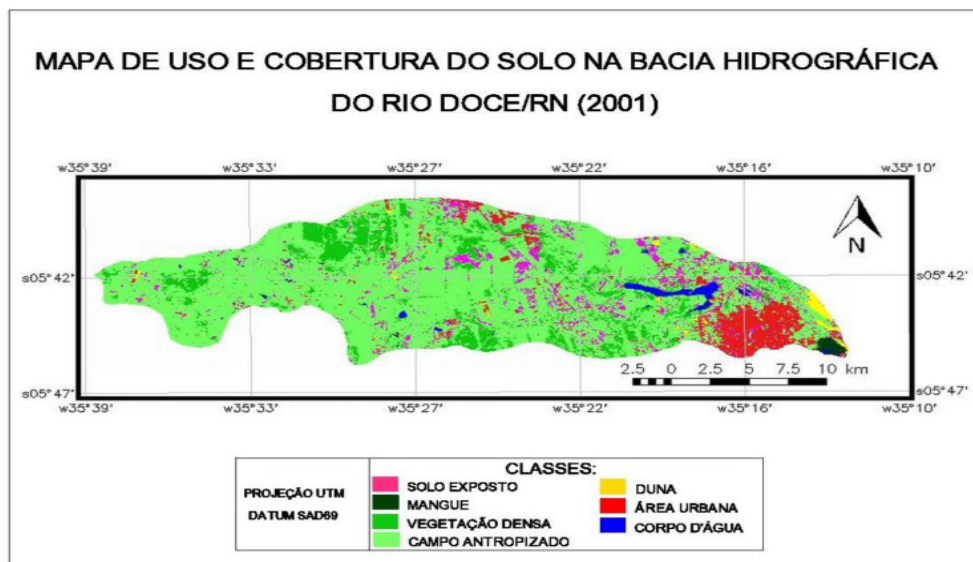 MAPA DE USO E COBERTURA DO SOLO NA BACIA HIDROGRÁFICA
DO RIO DOCE/RN (2001)
w35°39' w35°33' w35°27' w35°22' w35°16' w35°10'
N
s05°42' s05°42'
2.5 0 2.5 5 7.5 10 km
s05°47' s05°47'
w35°39' w35°33' w35°27' w35°22' w35°16' w35°10'
CLASSES:
PROJEÇÃO UTM
DATUM SAD69
SOLO EXPOSTO
MANGUE
VEGETAÇÃO DENSA
CAMPO ANTROPIZADO
DUNA
ÁREA URBANA
CORPO D'ÁGUA